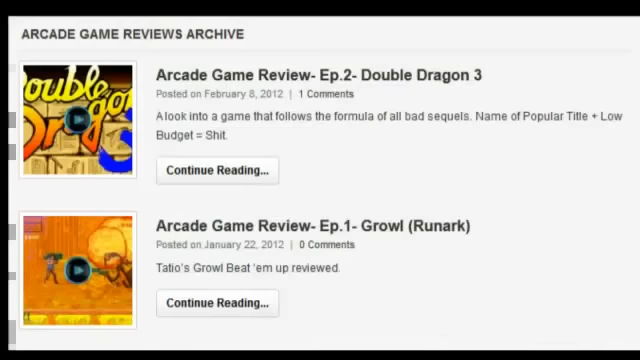 ARCADE GAME REVIEWS ARCHIVE
Double
Dragon
3
Arcade Game Review- Ep.2- Double Dragon 3
Posted on February 8, 2012 | 1 Comments
A look into a game that follows the formula of all bad sequels. Name of Popular Title + Low
Budget = Shit.
Continue Reading...
Arcade Game Review- Ep.1- Growl (Runark)
Posted on January 22, 2012 | 0 Comments
Tatio's Growl Beat 'em up reviewed.
Continue Reading...